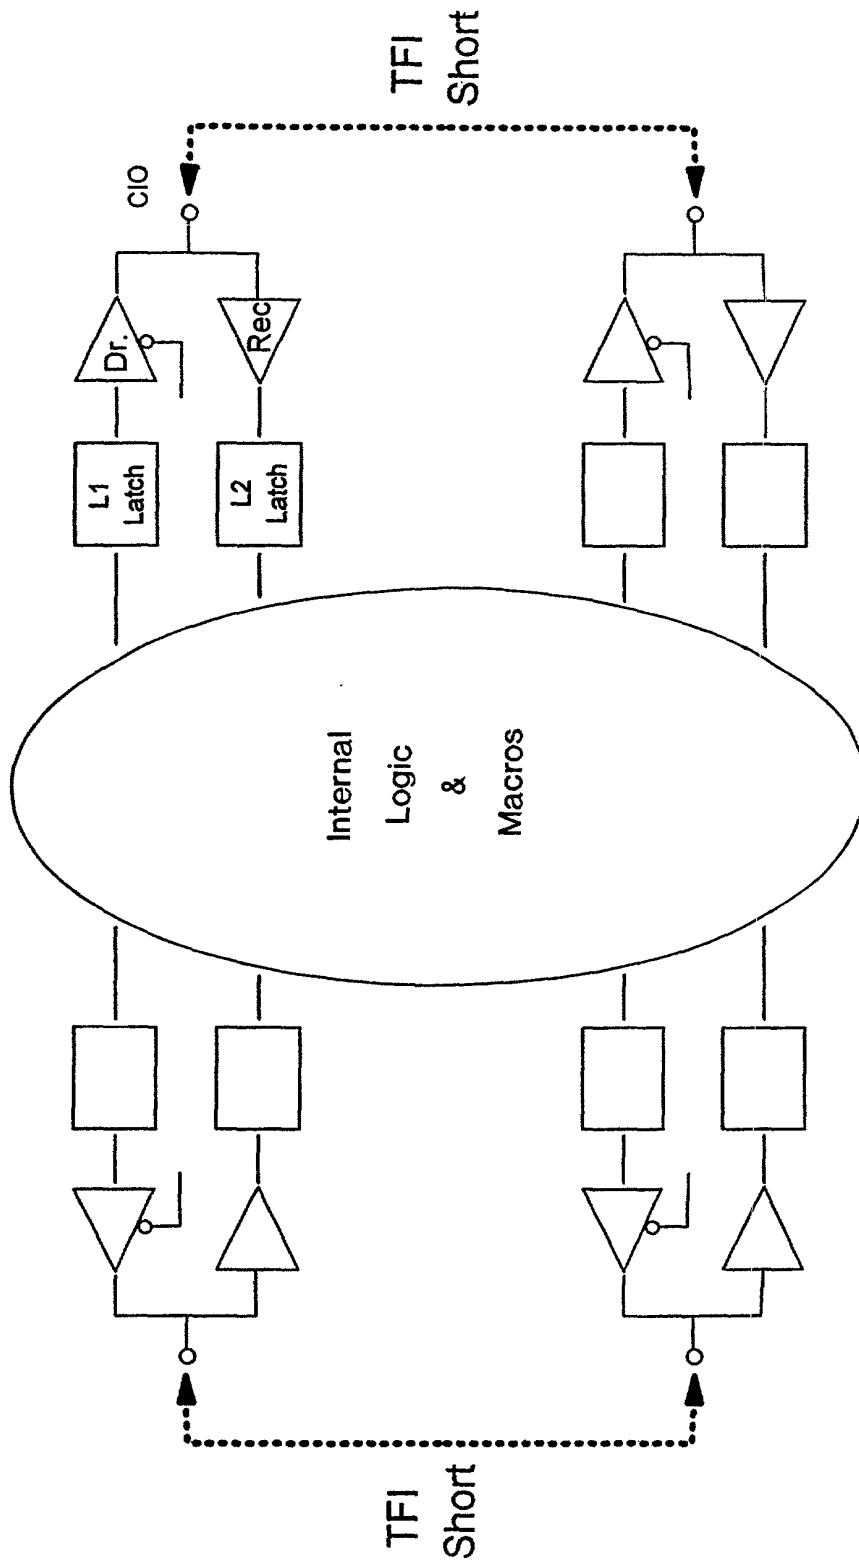 TFI
Short
CIO
Dr.
Rec
L1
Latch
L2
Latch
Internal
Logic
&
Macros
TFI
Short